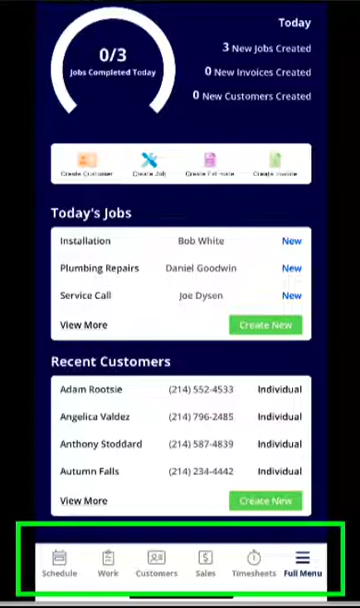 Today
0/3
Jobs Completed Today
3 New Jobs Created
0 New Invoices Created
0 New Customers Created
Create Customer Create Job Create Estimate Create Invoice
Today's Jobs
Installation Bob White New
Plumbing Repairs Daniel Goodwin New
Service Call Joe Dysen New
View More Create New
Recent Customers
Adam Rootsie (214) 552-4533 Individual
Angelica Valdez (214) 796-2485 Individual
Anthony Stoddard (214) 587-4839 Individual
Autumn Falls (214) 234-4442 Individual
View More Create New
Schedule Work Customers Sales Timesheets Full Menu